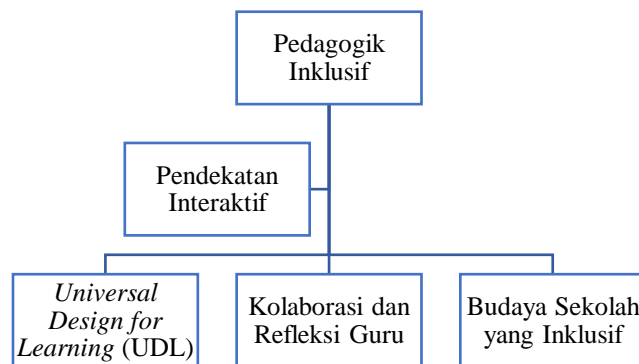 Pedagogik
Inklusif
Pendekatan
Interaktif
Universal
Design for
Learning (UDL)
Kolaborasi dan
Refleksi Guru
Budaya Sekolah
yang Inklusif